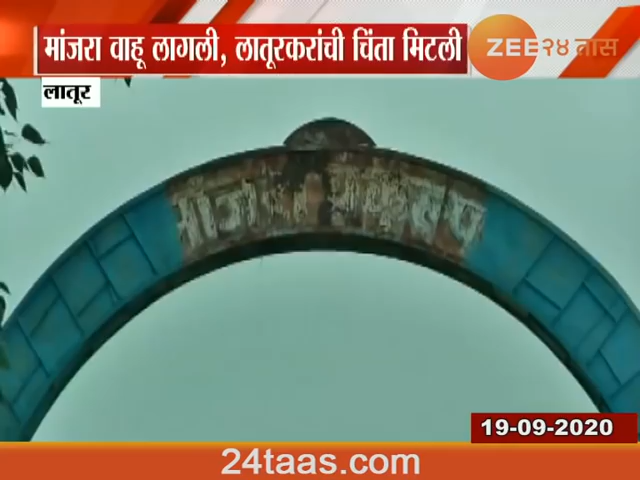 मांजरा वाहू लागली, लातूरकरांची चिंता मिटली
ZEE २४ तास
लातूर
19-09-2020
24taas.com